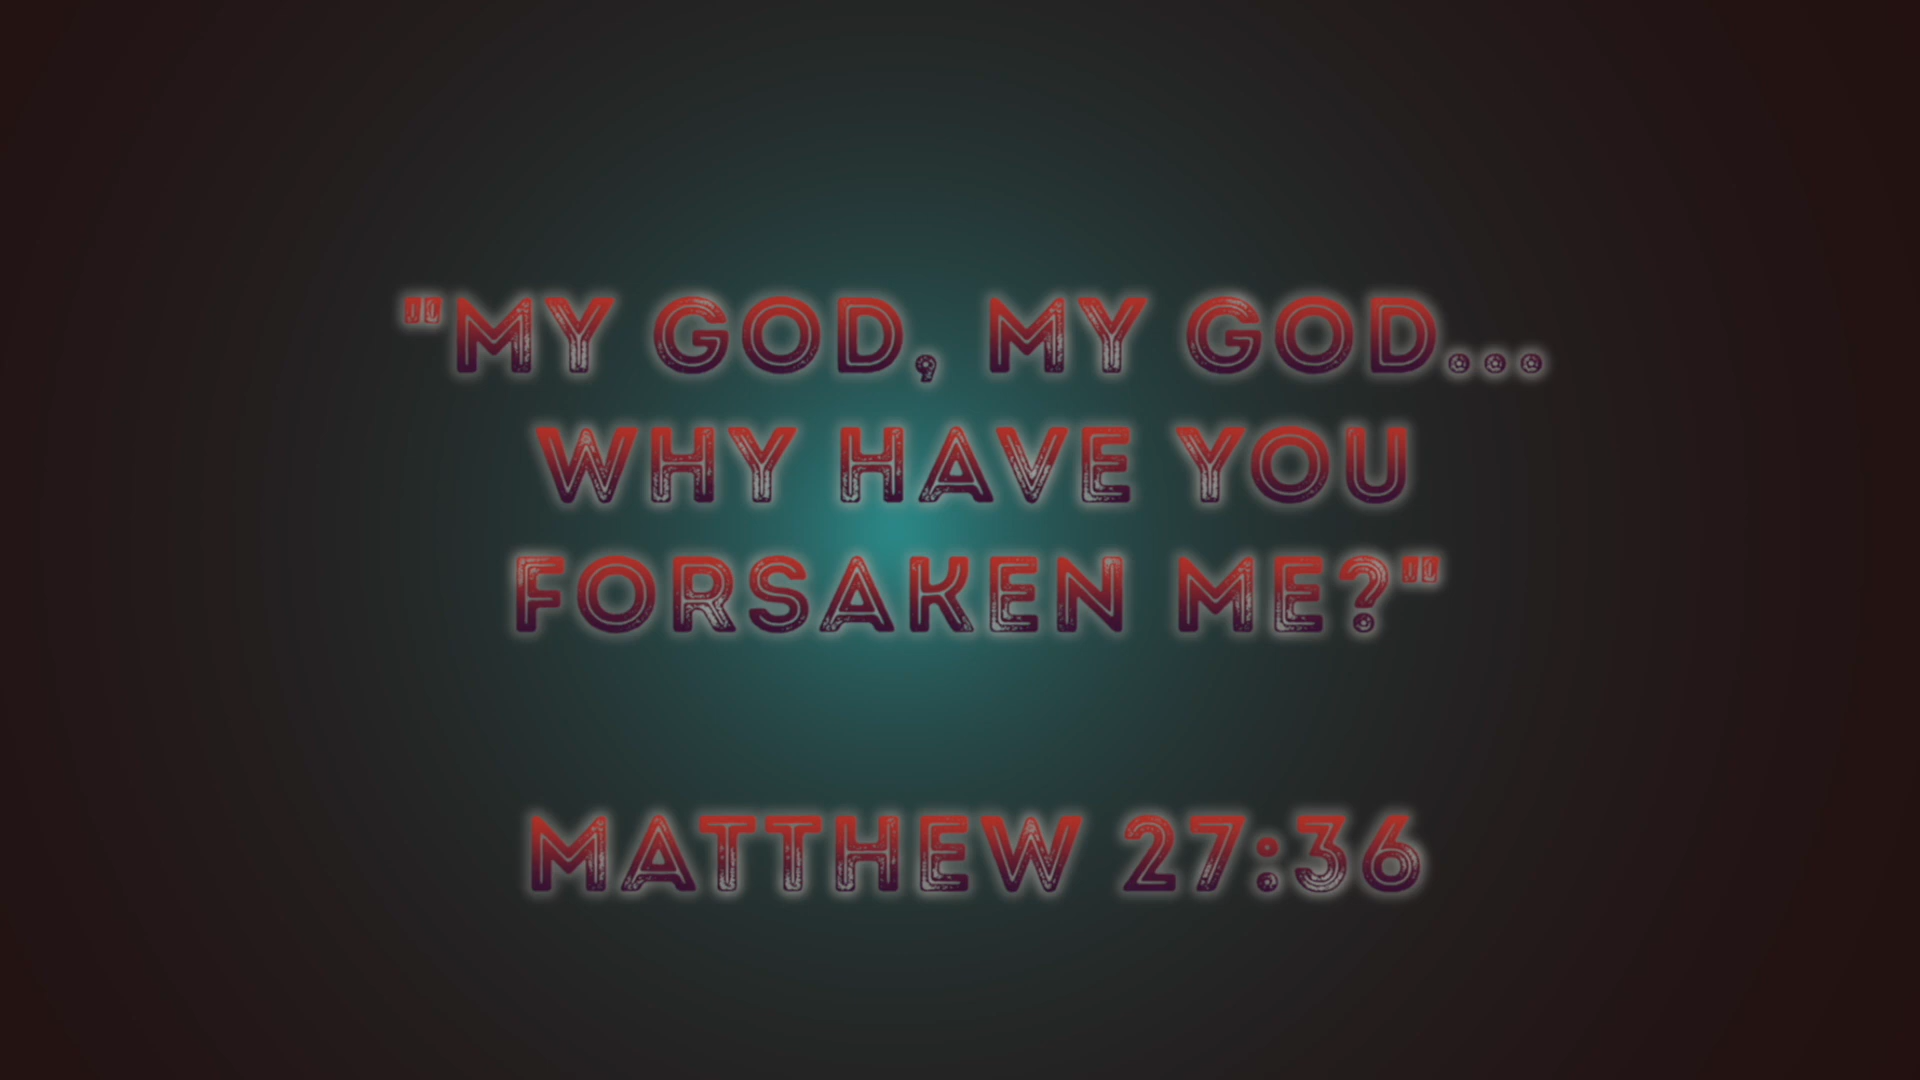 "MY GOD, MY GOD...
WHY HAVE YOU
FORSAKEN ME?"
MATTHEW 27:36